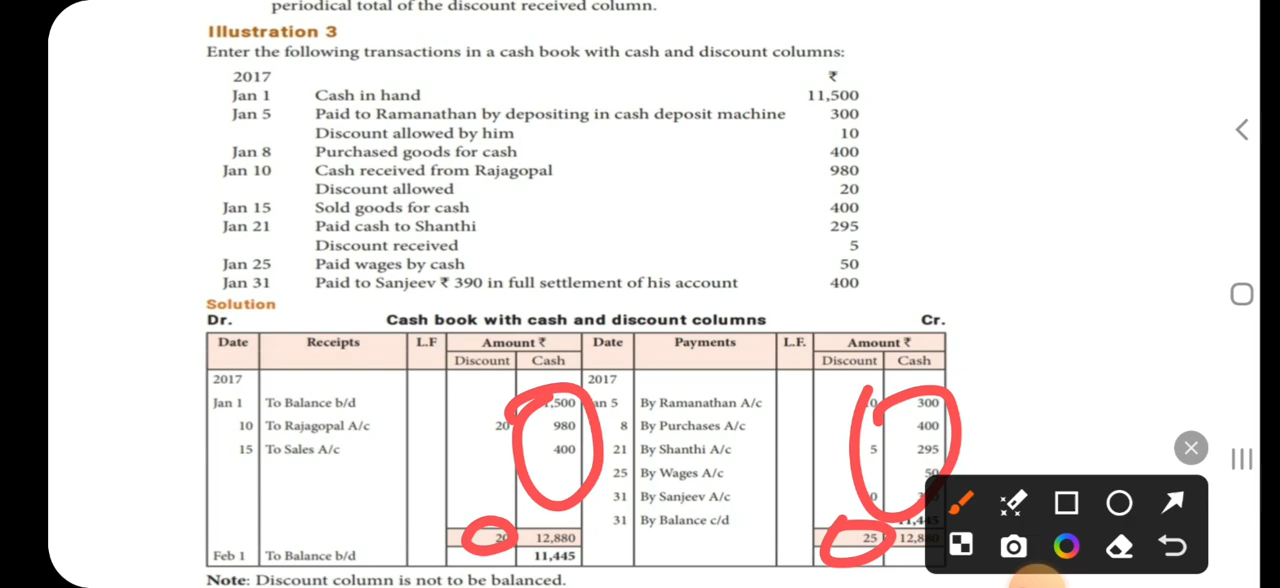 periodical total of the discount received column.
Illustration 3
Enter the following transactions in a cash book with cash and discount columns:
2017 ₹
Jan 1 Cash in hand 11,500
Jan 5 Paid to Ramanathan by depositing in cash deposit machine 300
Discount allowed by him 10
Jan 8 Purchased goods for cash 400
Jan 10 Cash received from Rajagopal 980
Discount allowed 20
Jan 15 Sold goods for cash 400
Jan 21 Paid cash to Shanthi 295
Discount received 5
Jan 25 Paid wages by cash 50
Jan 31 Paid to Sanjeev ₹ 390 in full settlement of his account 400
Solution
Dr. Cash book with cash and discount columns Cr.
Date Receipts L.F Amount ₹ Date Payments L.F. Amount ₹
Discount Cash Discount Cash
2017 2017
Jan 1 To Balance b/d Jan 5 By Ramanathan A/c 300
10 To Rajagopal A/c 20 980 8 By Purchases A/c 400
15 To Sales A/c 400 21 By Shanthi A/c 5 295
25 By Wages A/c
31 By Sanjeev A/c
31 By Balance c/d
20 12,880 25
Feb 1 To Balance b/d 11,445
Note: Discount column is not to be balanced.